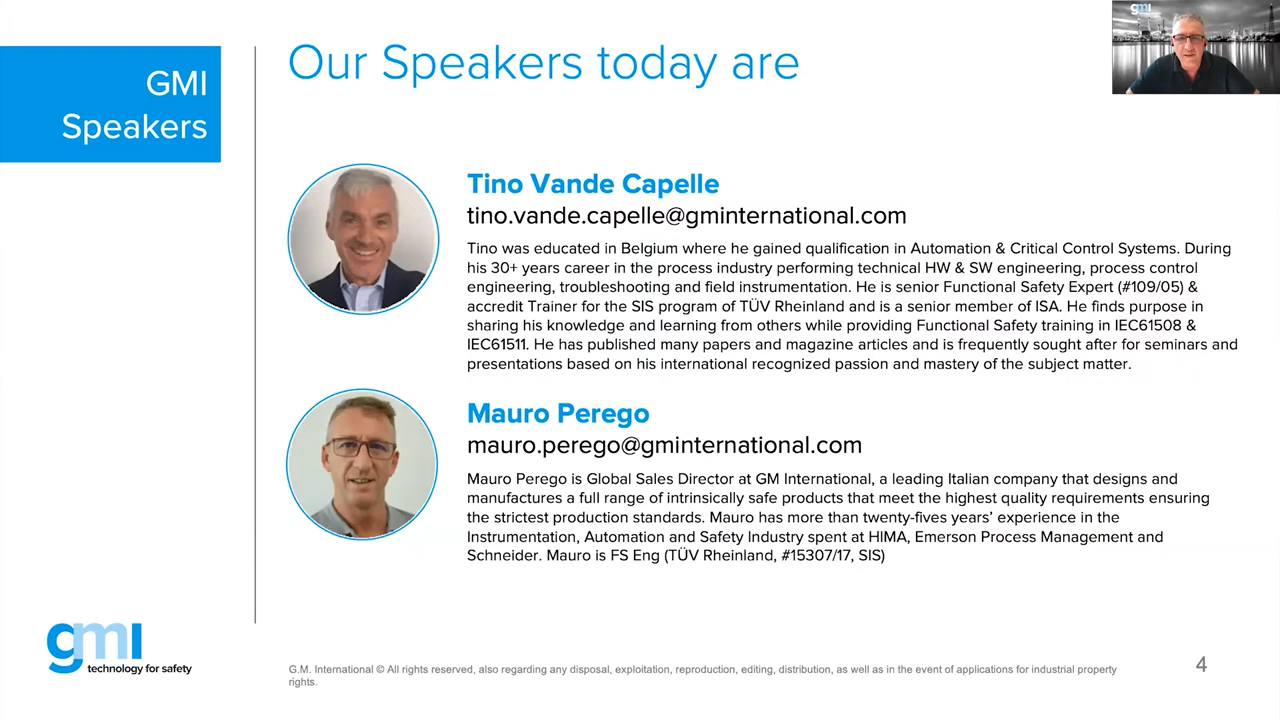 gmi
GMI
Speakers
Our Speakers today are
Tino Vande Capelle
tino.vande.capelle@gminternational.com
Tino was educated in Belgium where he gained qualification in Automation & Critical Control Systems. During
his 30+ years career in the process industry performing technical HW & SW engineering, process control
engineering, troubleshooting and field instrumentation. He is senior Functional Safety Expert (#109/05) &
accredit Trainer for the SIS program of TÜV Rheinland and is a senior member of ISA. He finds purpose in
sharing his knowledge and learning from others while providing Functional Safety training in IEC61508 &
IEC61511. He has published many papers and magazine articles and is frequently sought after for seminars and
presentations based on his international recognized passion and mastery of the subject matter.
Mauro Perego
mauro.perego@gminternational.com
Mauro Perego is Global Sales Director at GM International, a leading Italian company that designs and
manufactures a full range of intrinsically safe products that meet the highest quality requirements ensuring
the strictest production standards. Mauro has more than twenty-fives years’ experience in the
Instrumentation, Automation and Safety Industry spent at HIMA, Emerson Process Management and
Schneider. Mauro is FS Eng (TÜV Rheinland, #15307/17, SIS)
gmi
technology for safety
G.M. International © All rights reserved, also regarding any disposal, exploitation, reproduction, editing, distribution, as well as in the event of applications for industrial property
rights.
4